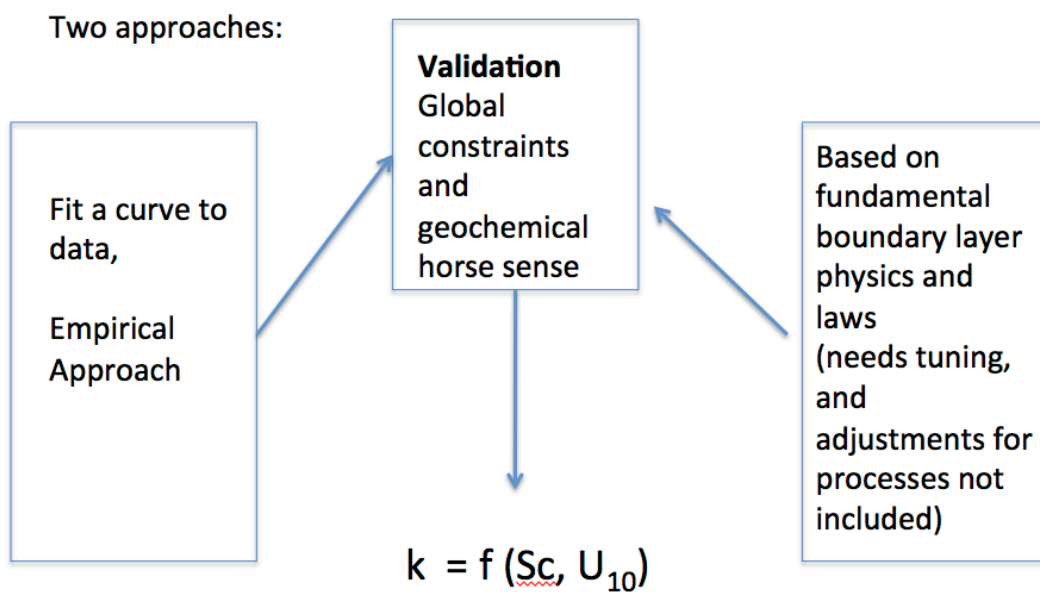 Two approaches:
Fit a curve to
data,
Empirical
Approach
Validation
Global
constraints
and
geochemical
horse sense
Based on
fundamental
boundary layer
physics and
laws
(needs tuning,
and
adjustments for
processes not
included)
k = f (Sc, U₁₀)